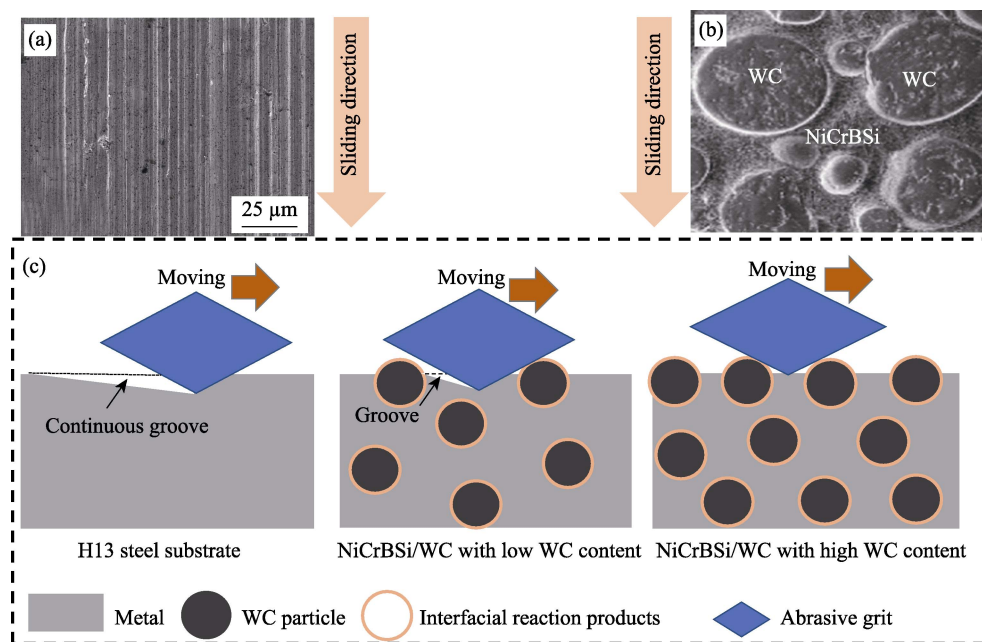 (a)
25 µm
Sliding direction
Sliding direction
(b)
WC
WC
NiCrBSi
(c)
Moving
Continuous groove
H13 steel substrate
Moving
Groove
NiCrBSi/WC with low WC content
Moving
NiCrBSi/WC with high WC content
Metal
WC particle
Interfacial reaction products
Abrasive grit